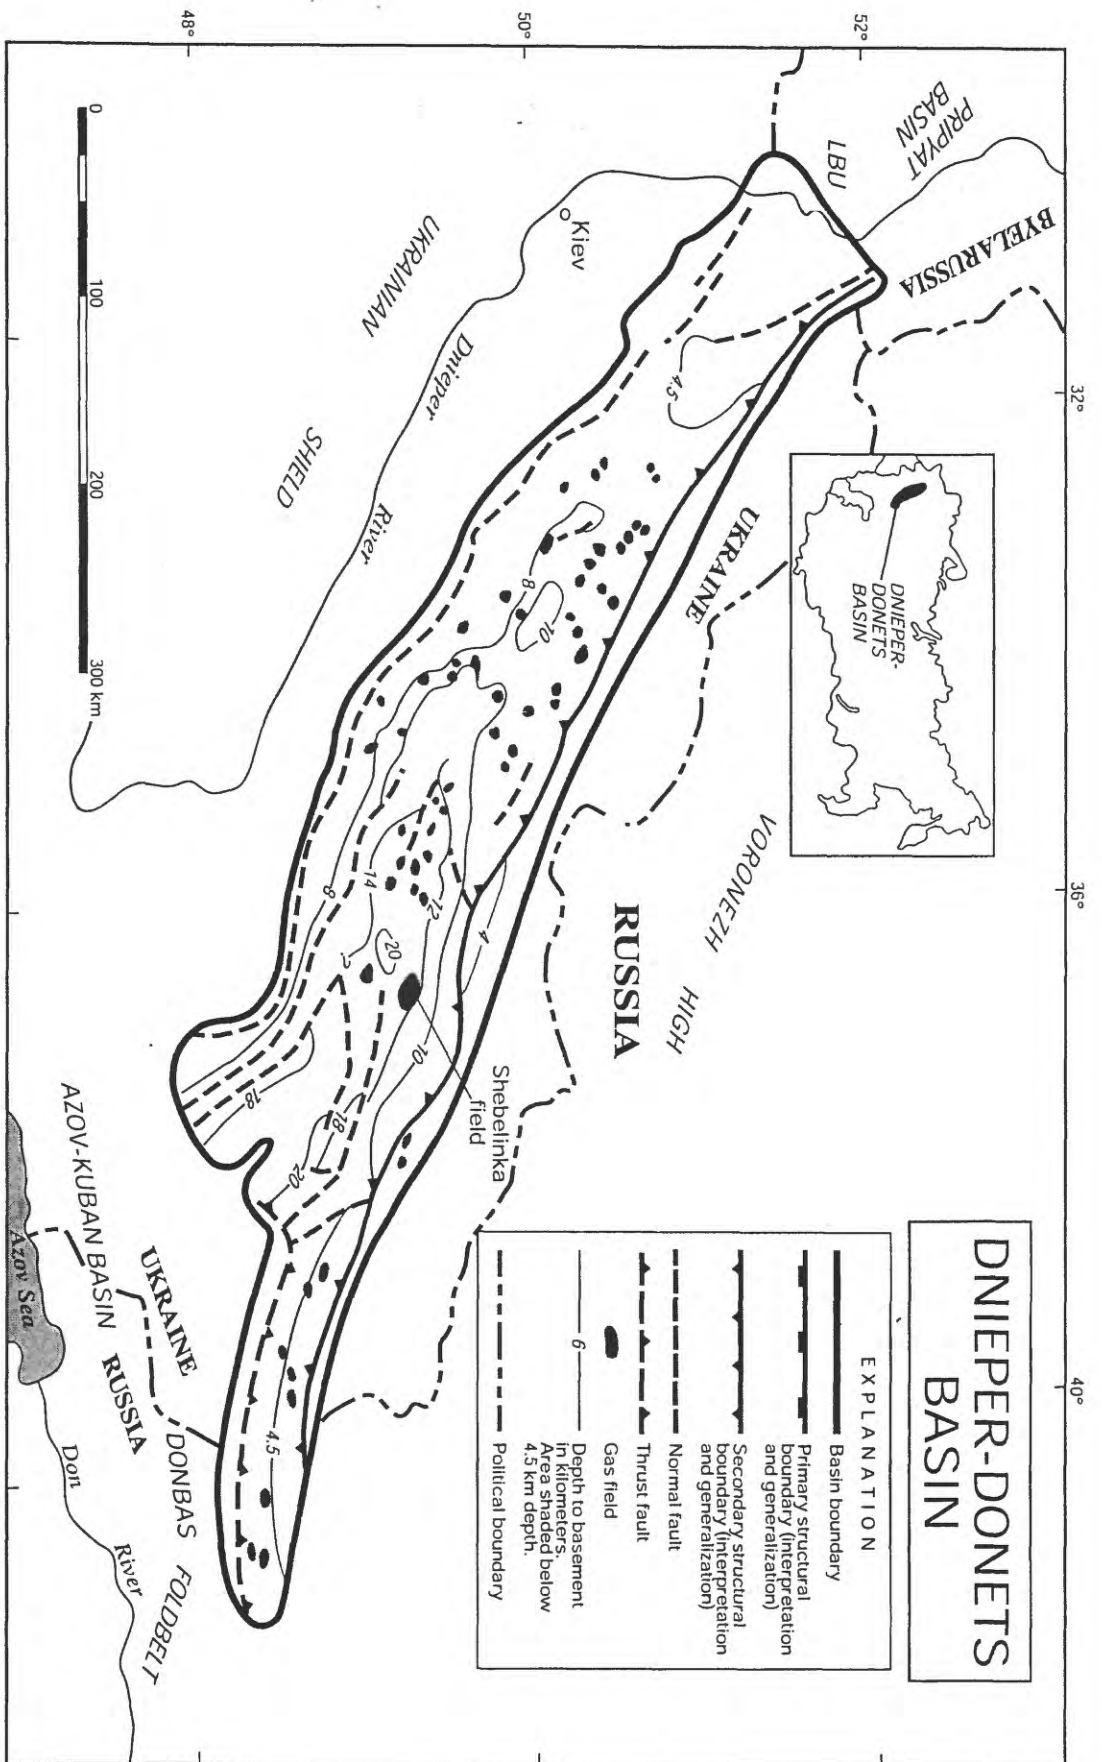 DNIEPER-DONETS
BASIN
EXPLANATION
Basin boundary
Primary structural
boundary (interpretation
and generalization)
Secondary structural
boundary (interpretation
and generalization)
Normal fault
Thrust fault
Gas field
6
Depth to basement
in kilometers.
Area shaded below
4.5 km depth.
Political boundary
32°
36°
40°
52°
50°
48°
PRIPYAT
BASIN
LBU
BYELARUSSIA
UKRAINE
DNIEPER-
DONETS
BASIN
VORONEZH HIGH
RUSSIA
Kiev
UKRAINIAN SHIELD
Dnieper River
Shebelinka
field
4.5
8
10
8
14
12
20
4
?
10
18
18
20
4.5
AZOV-KUBAN BASIN
UKRAINE
RUSSIA
DONBAS FOLDBELT
Azov Sea
Don River
0 100 200 300 km